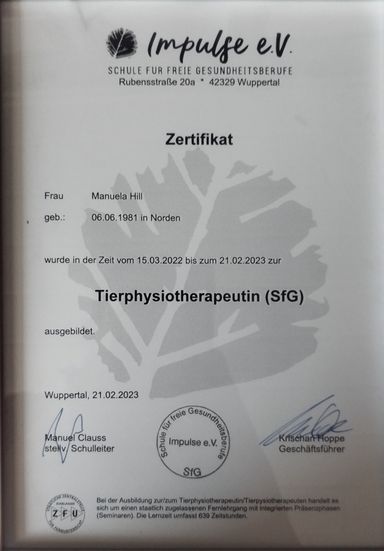 Impulse e.V.
SCHULE FÜR FREIE GESUNDHEITSBERUFE
Rubensstraße 20a * 42329 Wuppertal
Zertifikat
Frau Manuela Hill
geb.: 06.06.1981 in Norden
wurde in der Zeit vom 15.03.2022 bis zum 21.02.2023 zur
Tierphysiotherapeutin (SfG)
ausgebildet.
Wuppertal, 21.02.2023
Manuel Clauss
stellv. Schulleiter
Schule für freie Gesundheitsberufe
Impulse e.V.
SfG
Krischan Hoppe
Geschäftsführer
ZFU
Bei der Ausbildung zur/zum Tierphysiotherapeutin/Tierpysiotherapeuten handelt es
sich um einen staatlich zugelassenen Fernlehrgang mit integrierten Präsenzphasen
(Seminaren). Die Lernzeit umfasst 639 Zeitstunden.